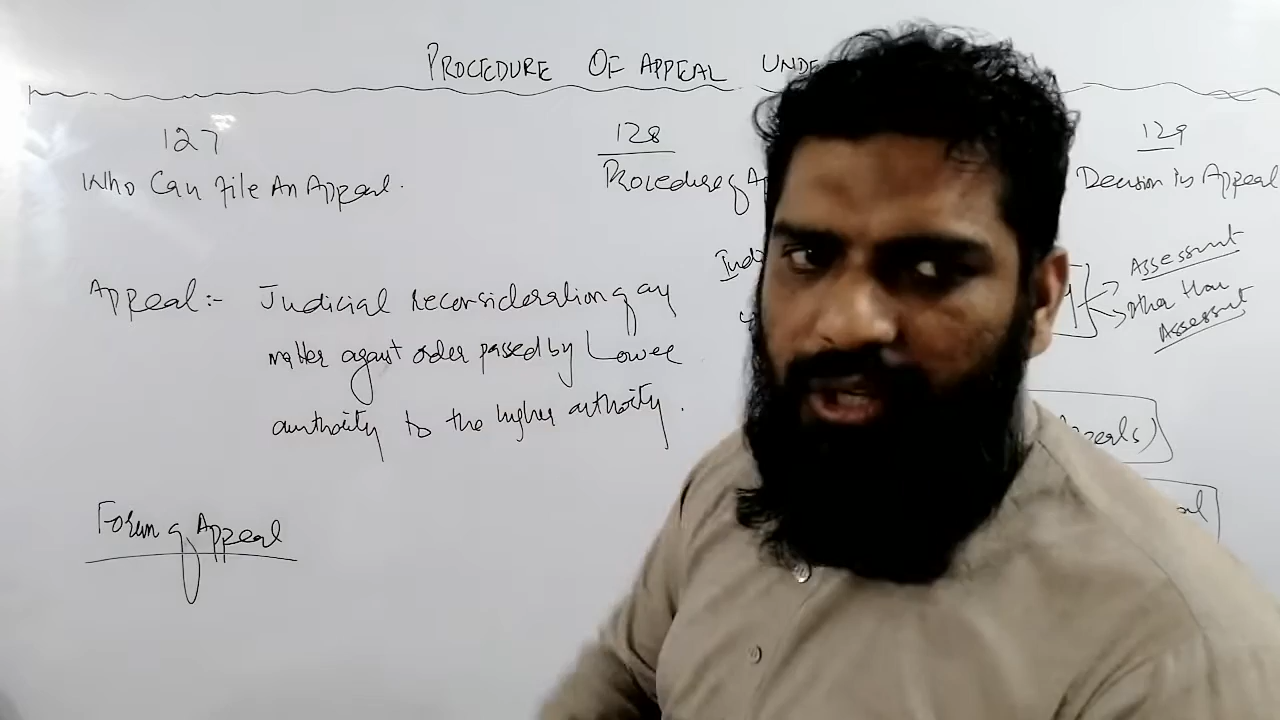 PROCEDURE OF APPEAL UNDE
127
128
129
Who Can File An Appeal.
Procedure of A
Decision in Appeal
Appeal:- Judicial reconsideration of any
matter against order passed by Lower
authority to the higher authority.
Judi
Assessment
Other than
Assessment
peals)
Forum of Appeal